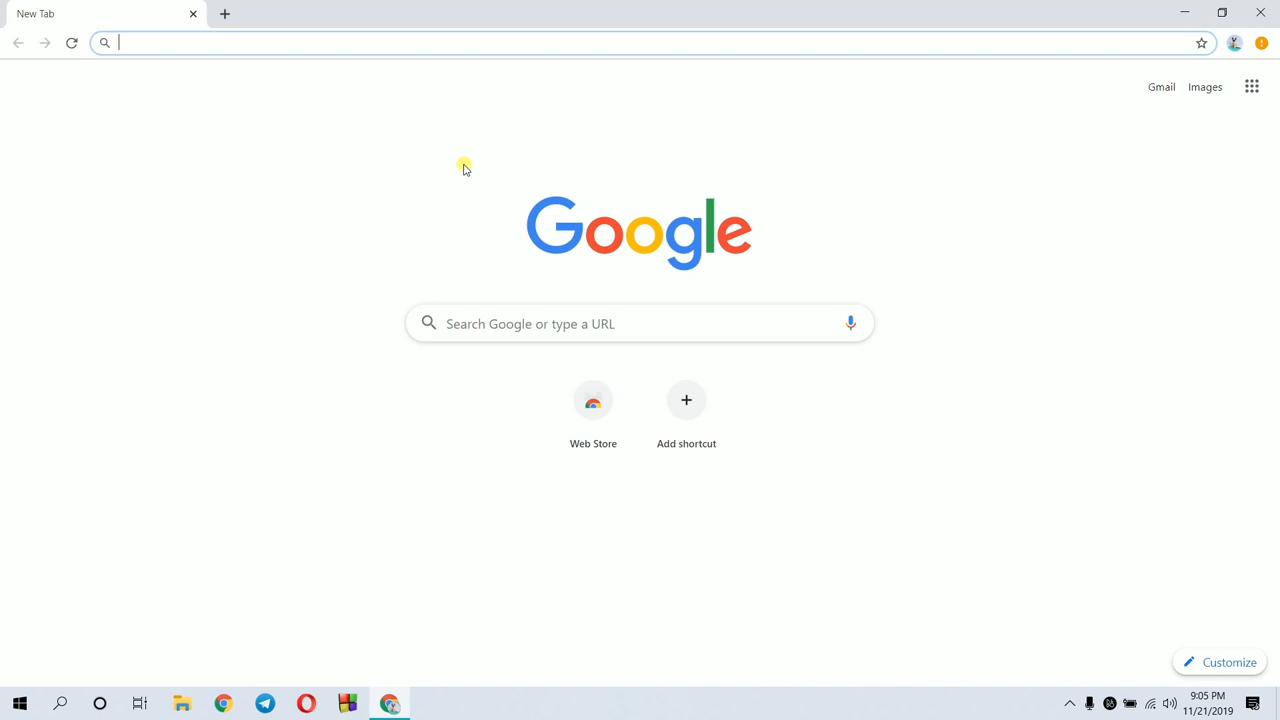 New Tab
Gmail Images
Google
Search Google or type a URL
Web Store Add shortcut
Customize
9:05 PM
11/21/2019